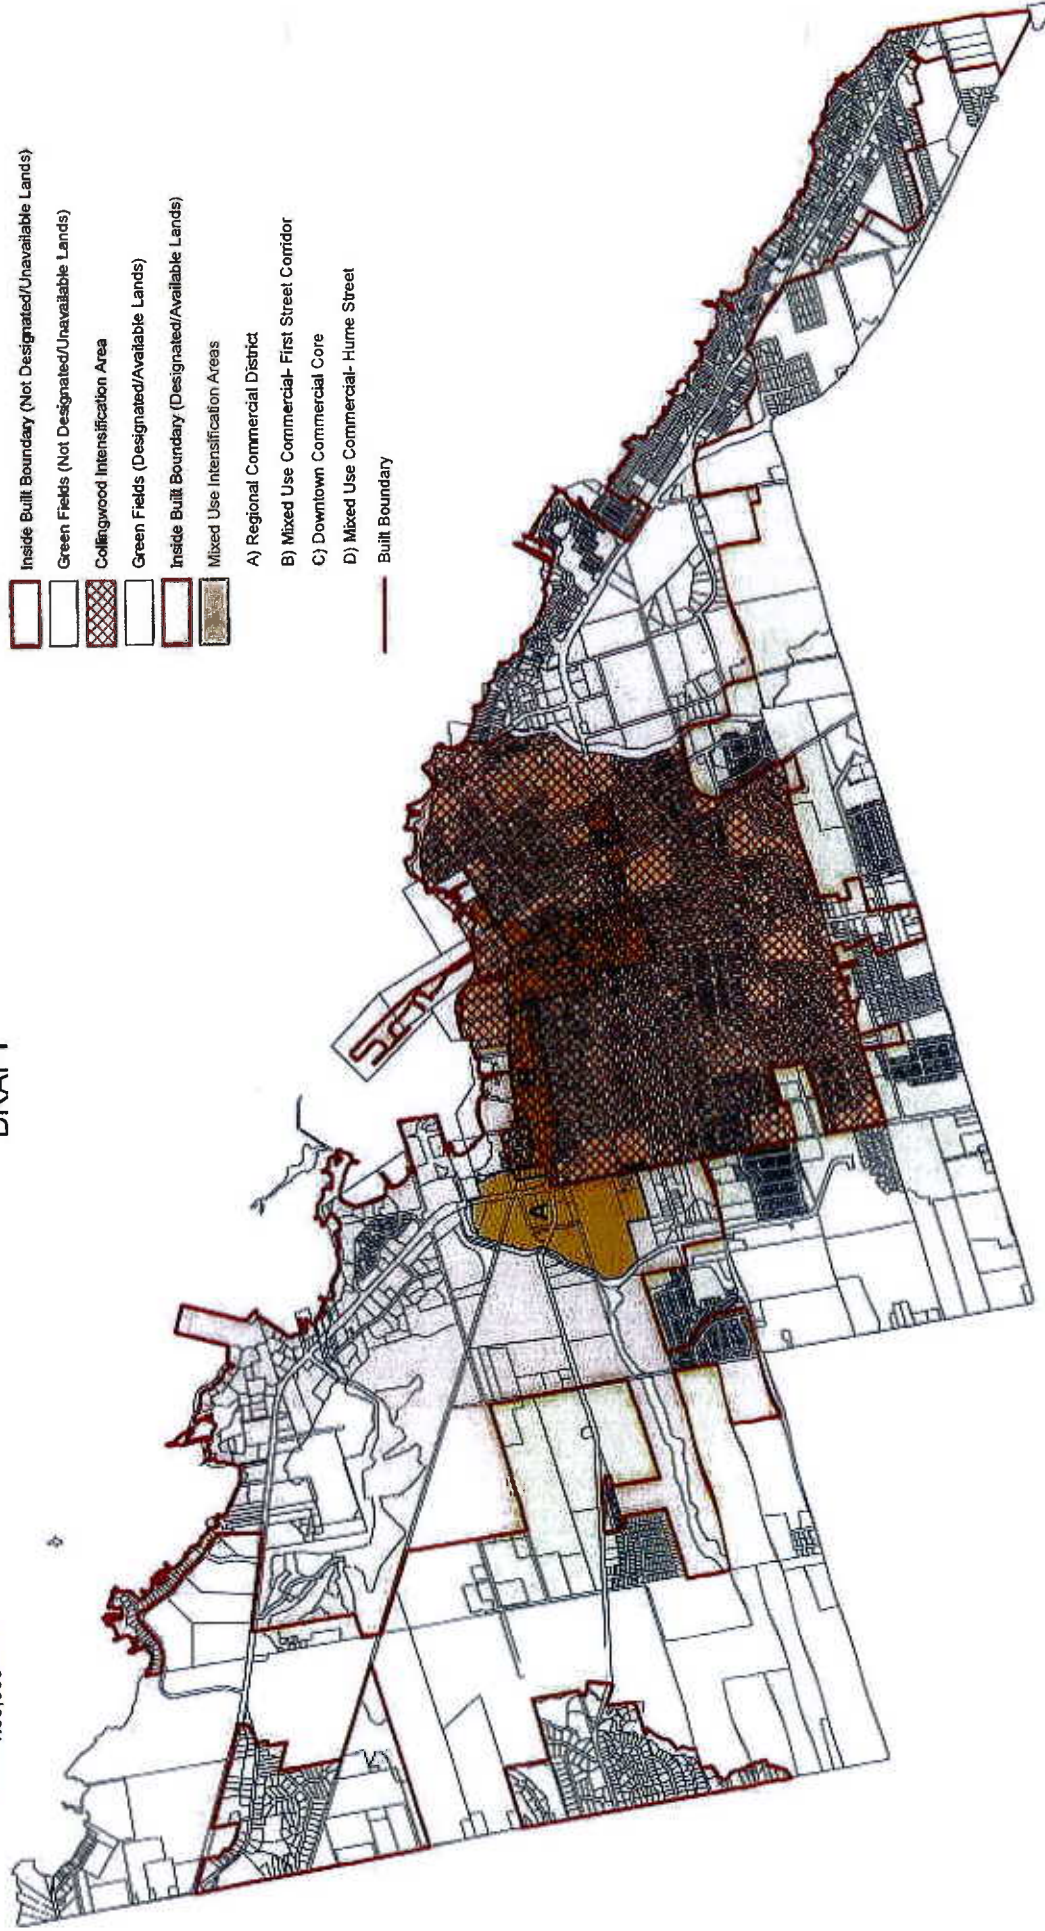 Inside Built Boundary (Not Designated/Unavailable Lands)
Green Fields (Not Designated/Unavailable Lands)
Collingwood Intensification Area
Green Fields (Designated/Available Lands)
Inside Built Boundary (Designated/Available Lands)
Mixed Use Intensification Areas
A) Regional Commercial District
B) Mixed Use Commercial- First Street Corridor
C) Downtown Commercial Core
D) Mixed Use Commercial- Hume Street
Built Boundary
A